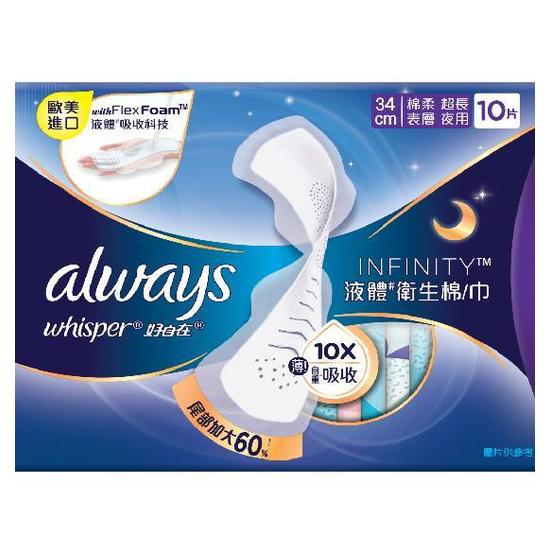 歐美
進口
with FlexFoam™
液體#吸收科技
34
cm
棉柔 超長
表層 夜用
10片
always
whisper® 好自在®
INFINITY™
液體#衛生棉/巾
薄!
10X
自重
吸收
尾部加大60%
圖片供參考